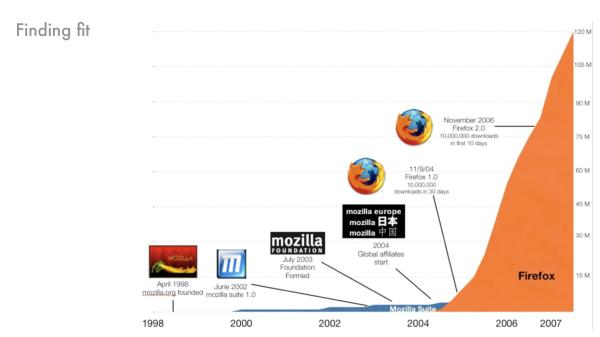 Finding fit
120 M
105 M
90 M
75 M
60 M
45 M
30 M
15 M
November 2006
Firefox 2.0
10,000,000 downloads
in first 10 days
11/9/04
Firefox 1.0
10,000,000
downloads in 30 days
mozilla europe
mozilla 日本
mozilla 中国
2004
Global affiliates
start
mozilla
FOUNDATION
July 2003
Foundation
Formed
m
June 2002
mozilla suite 1.0
MOZILLA
April 1998
mozilla.org founded
Mozilla Suite
Firefox
1998
2000
2002
2004
2006
2007